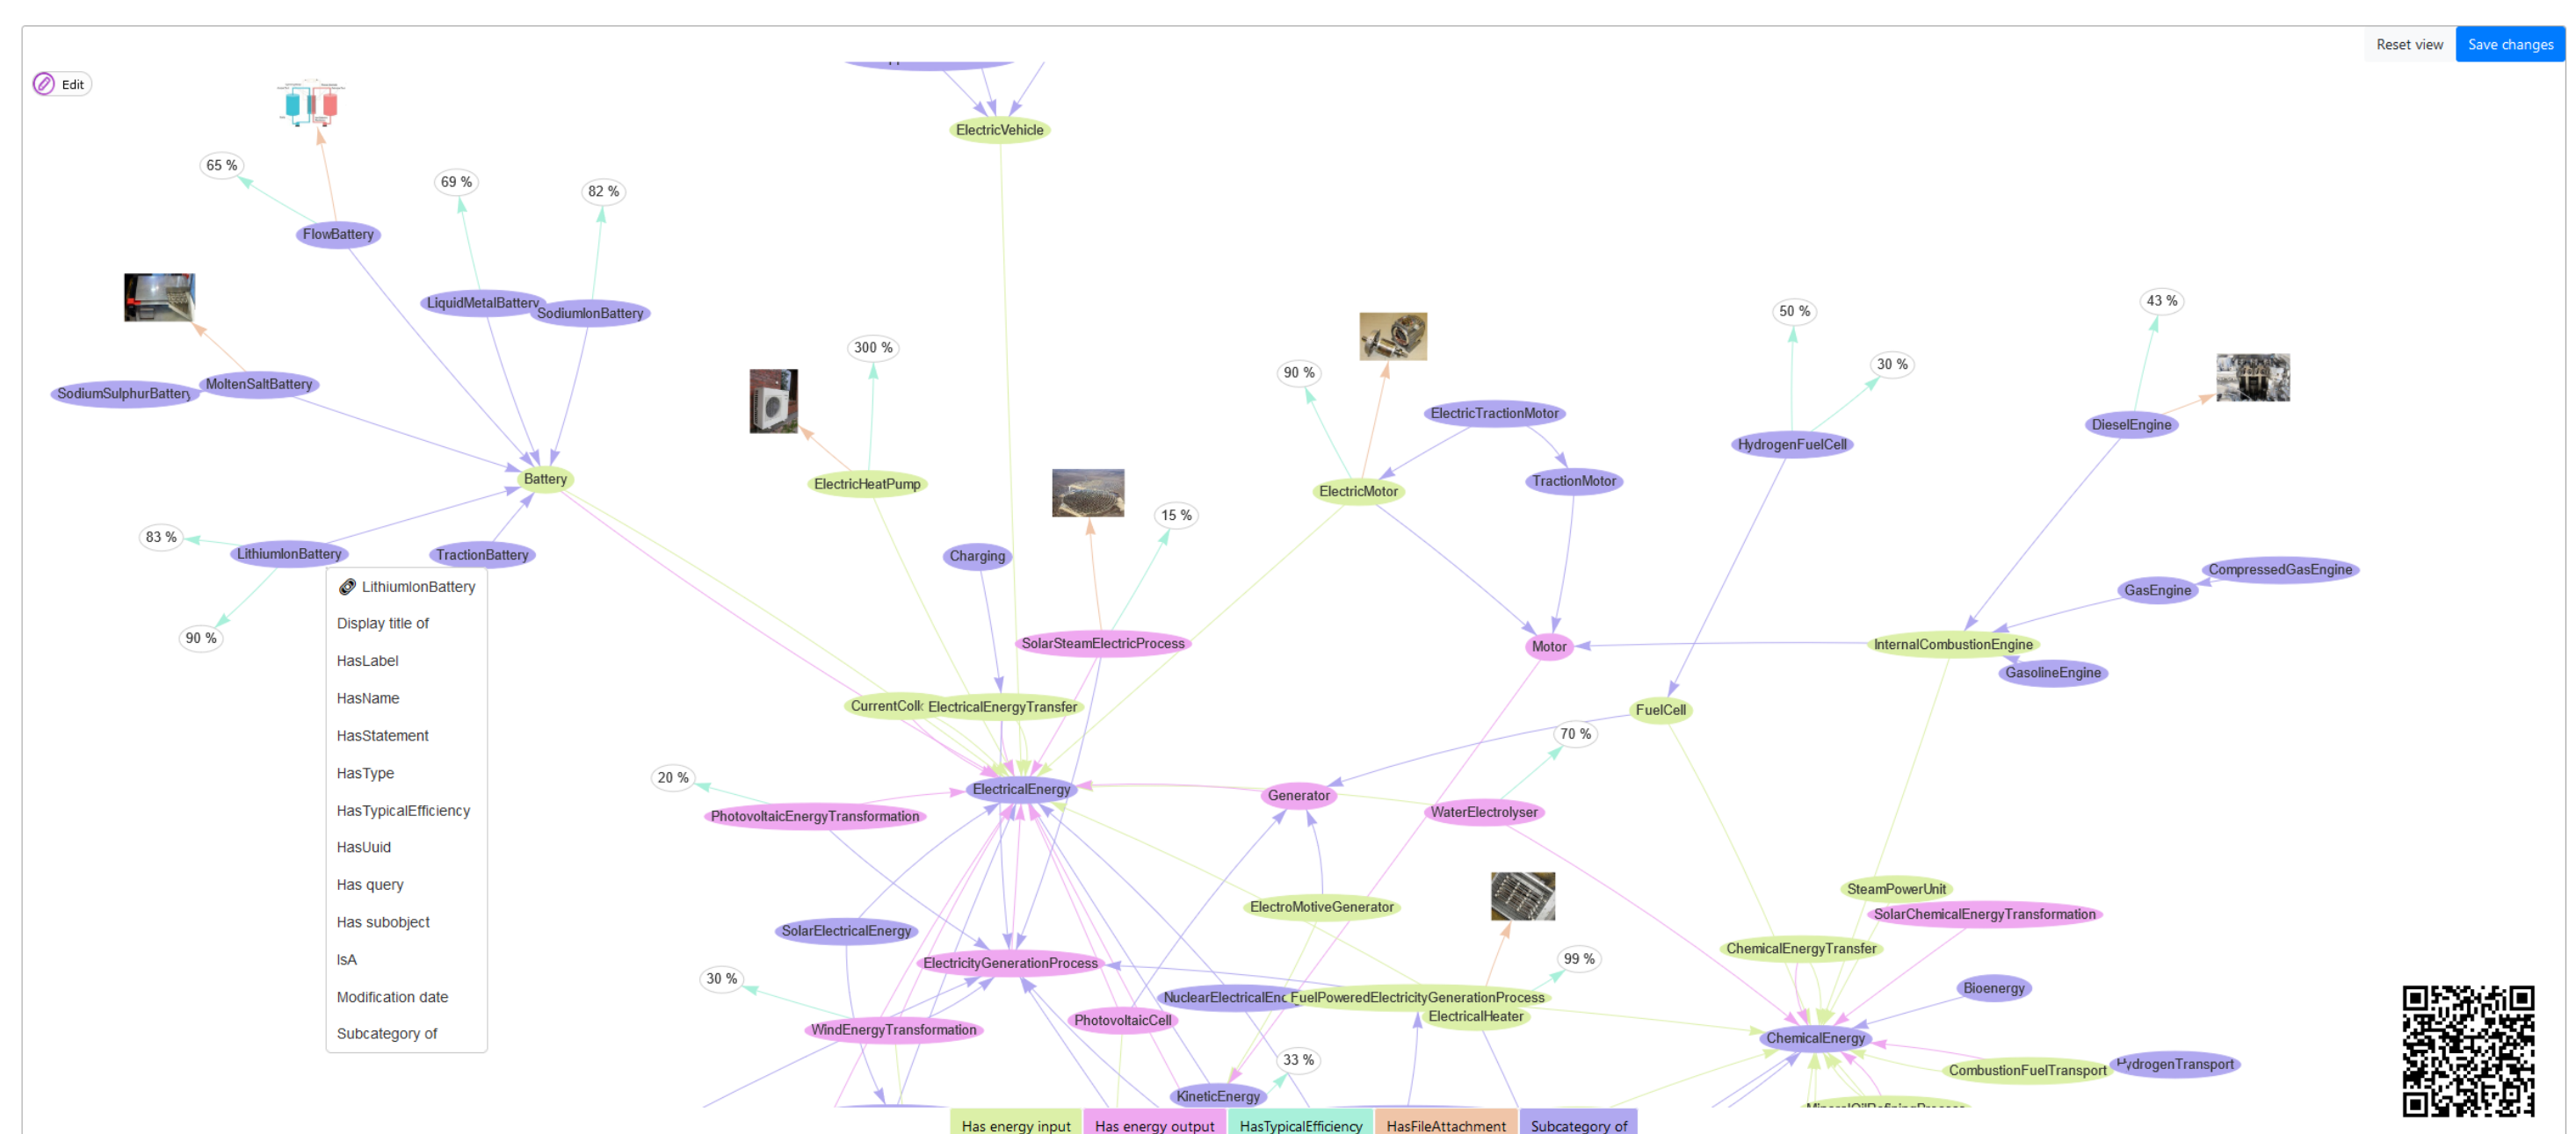 Reset view
Save changes
Edit
ElectricVehicle
65 %
69 %
82 %
FlowBattery
LiquidMetalBattery
SodiumIonBattery
50 %
43 %
300 %
90 %
30 %
MoltenSaltBattery
SodiumSulphurBattery
ElectricTractionMotor
DieselEngine
HydrogenFuelCell
Battery
ElectricHeatPump
ElectricMotor
TractionMotor
15 %
83 %
LithiumIonBattery
TractionBattery
Charging
CompressedGasEngine
GasEngine
LithiumIonBattery
Display title of
HasLabel
HasName
HasStatement
HasType
HasTypicalEfficiency
HasUuid
Has query
Has subobject
IsA
Modification date
Subcategory of
90 %
SolarSteamElectricProcess
Motor
InternalCombustionEngine
GasolineEngine
ElectricalEnergyTransfer
FuelCell
70 %
20 %
ElectricalEnergy
Generator
PhotovoltaicEnergyTransformation
WaterElectrolyser
SteamPowerUnit
ElectroMotiveGenerator
SolarChemicalEnergyTransformation
SolarElectricalEnergy
ChemicalEnergyTransfer
ElectricityGenerationProcess
99 %
30 %
Bioenergy
FuelPoweredElectricityGenerationProcess
ElectricalHeater
PhotovoltaicCell
WindEnergyTransformation
ChemicalEnergy
33 %
CombustionFuelTransport
HydrogenTransport
KineticEnergy
MineralOilRefiningProcess
Has energy input
Has energy output
HasTypicalEfficiency
HasFileAttachment
Subcategory of